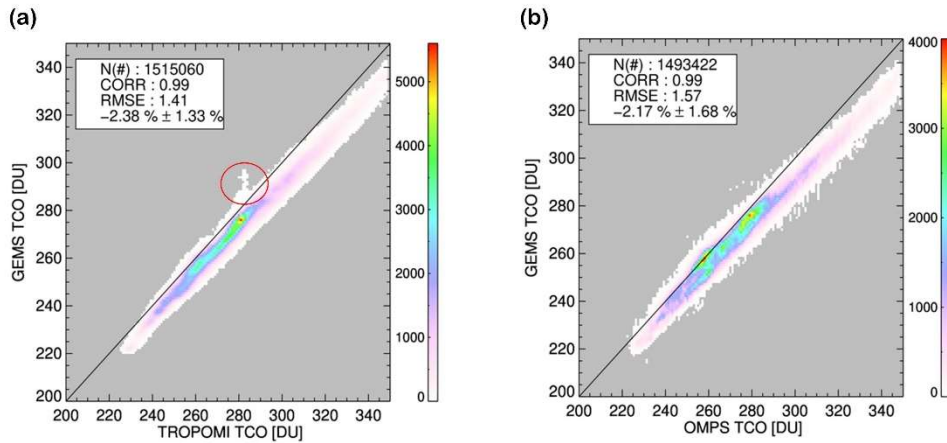 (a)
N(#) : 1515060
CORR : 0.99
RMSE : 1.41
−2.38 % ± 1.33 %
GEMS TCO [DU]
340
320
300
280
260
240
220
200
200 220 240 260 280 300 320 340
TROPOMI TCO [DU]
5000
4000
3000
2000
1000
0
(b)
N(#) : 1493422
CORR : 0.99
RMSE : 1.57
−2.17 % ± 1.68 %
GEMS TCO [DU]
340
320
300
280
260
240
220
200
200 220 240 260 280 300 320 340
OMPS TCO [DU]
4000
3000
2000
1000
0